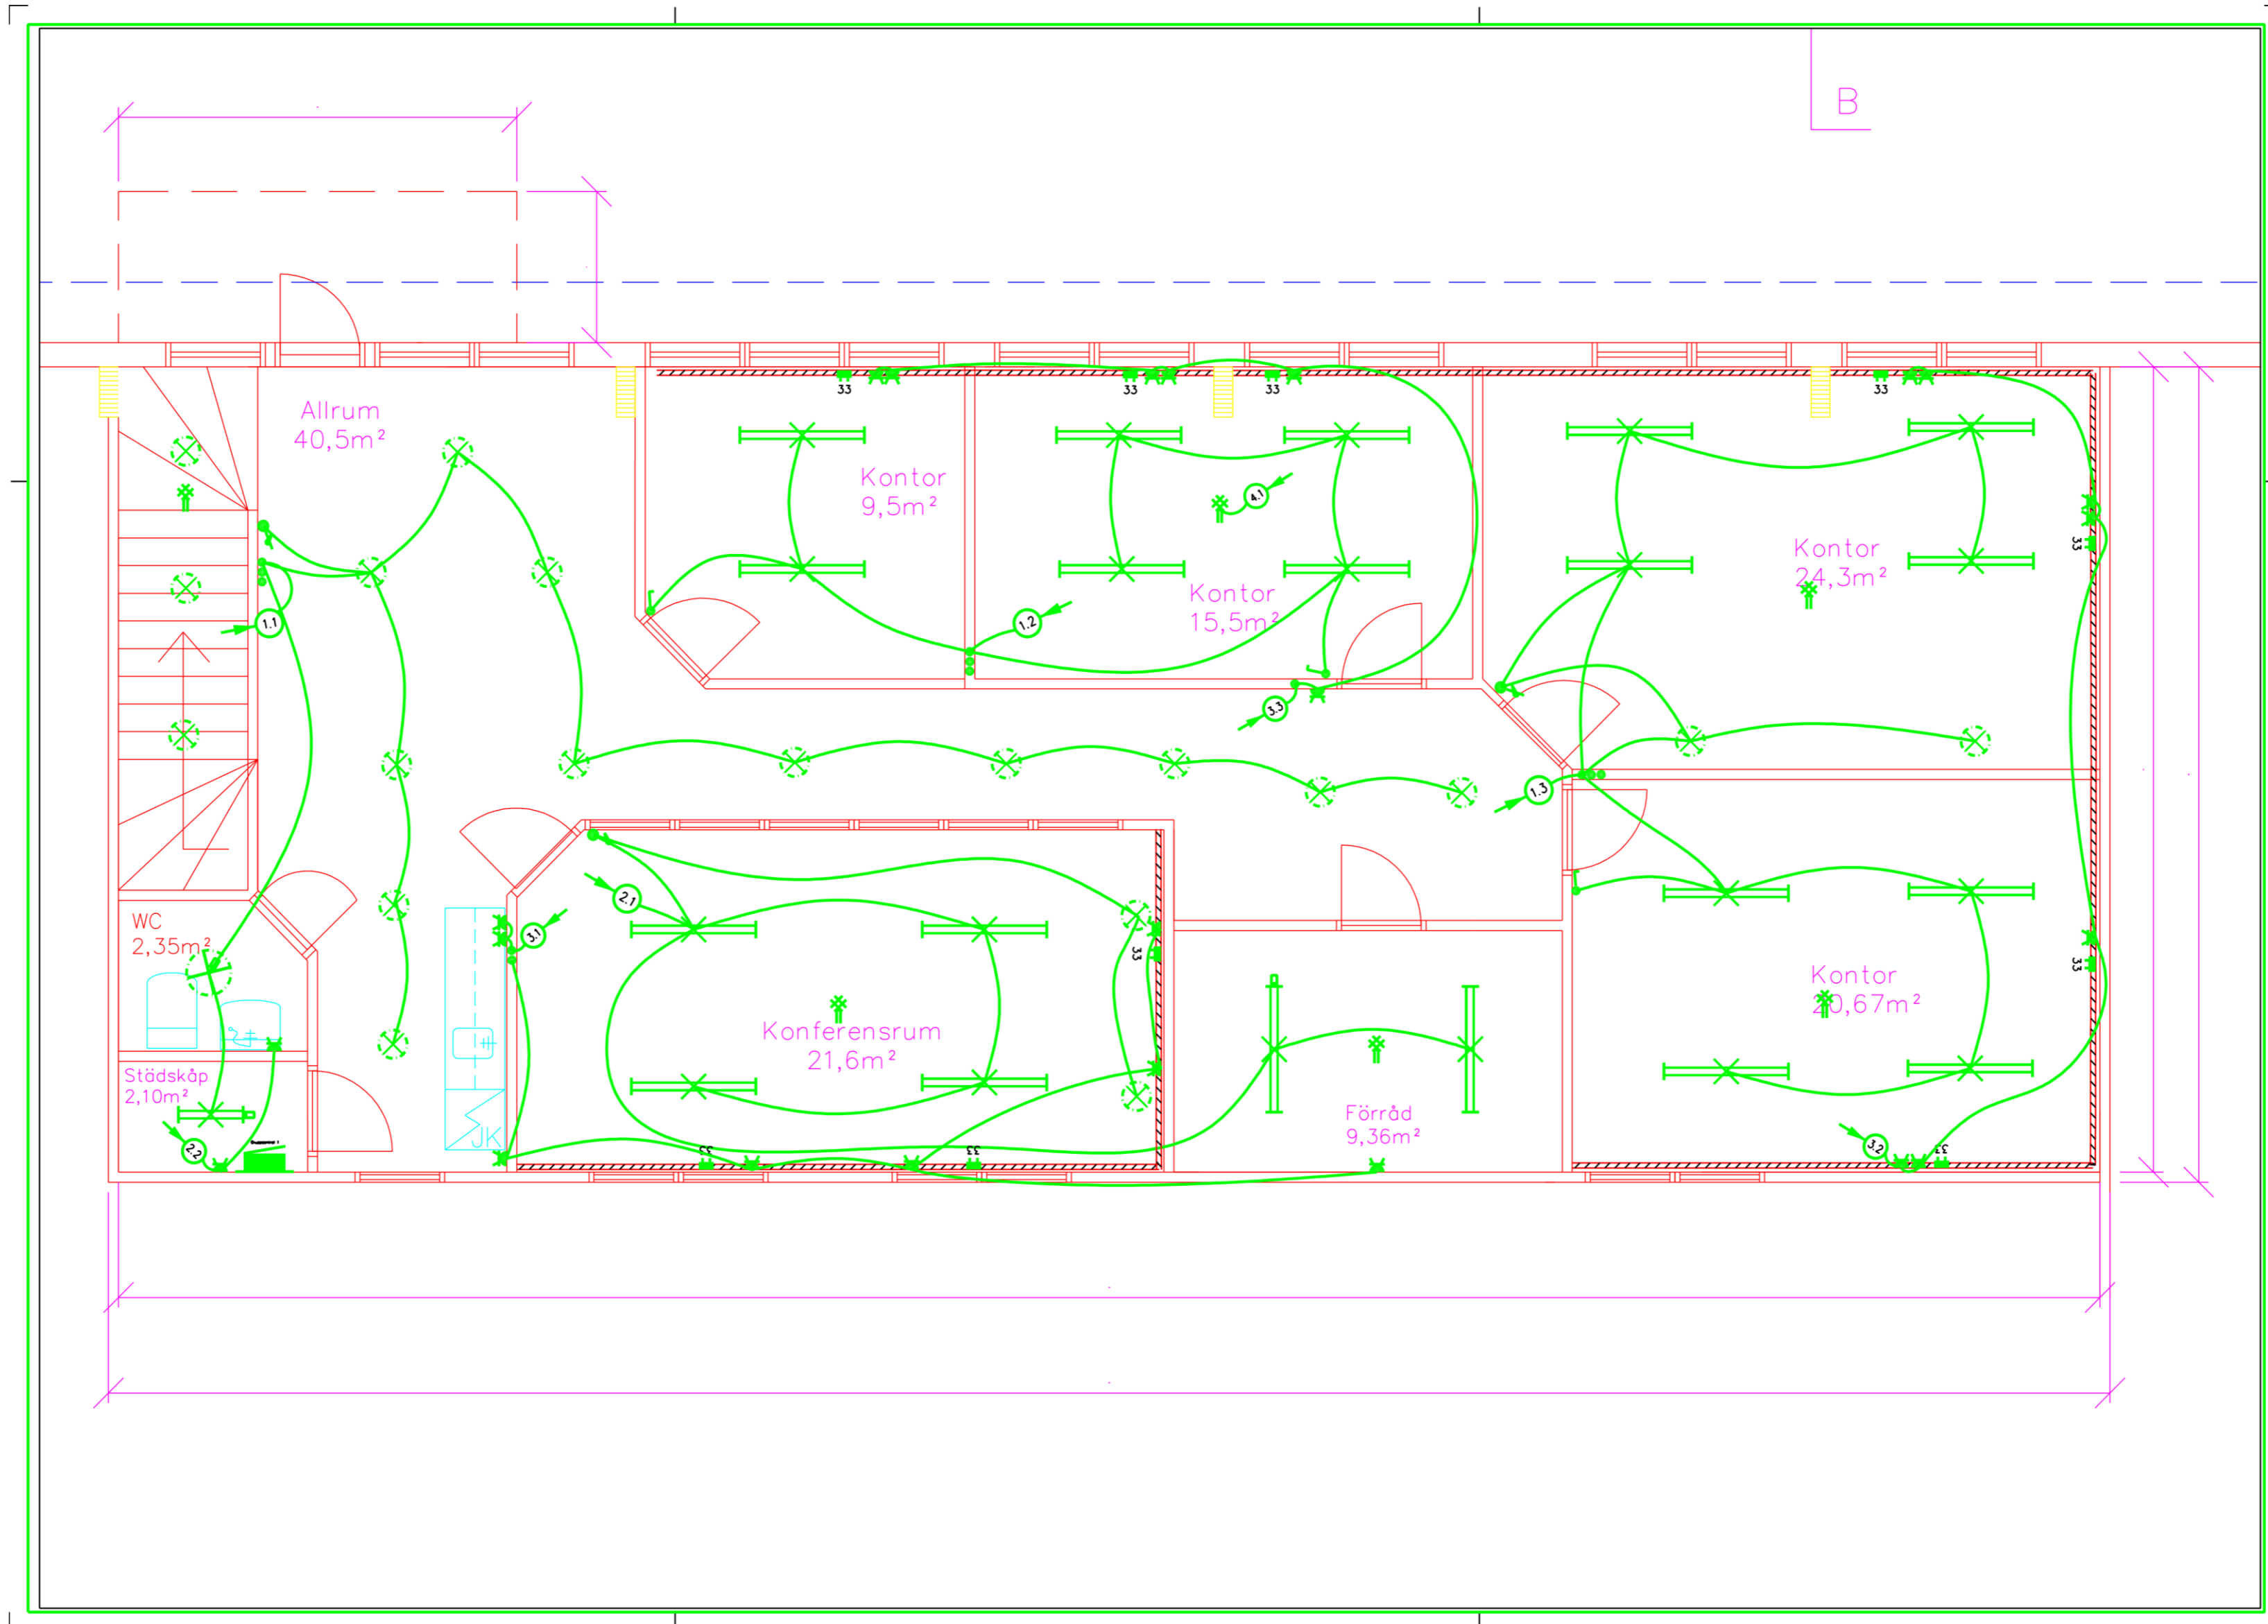 B
Allrum
40,5m²
33
33
33
33
Kontor
9,5m²
4.1
Kontor
24,3m²
33
Kontor
15,5m²
1.1
1.2
3.3
1.3
WC
2,35m²
2.1
3.1
33
33
Kontor
20,67m²
Konferensrum
21,6m²
Städskåp
2,10m²
Förråd
9,36m²
JK
2.2
33
33
3.2
33